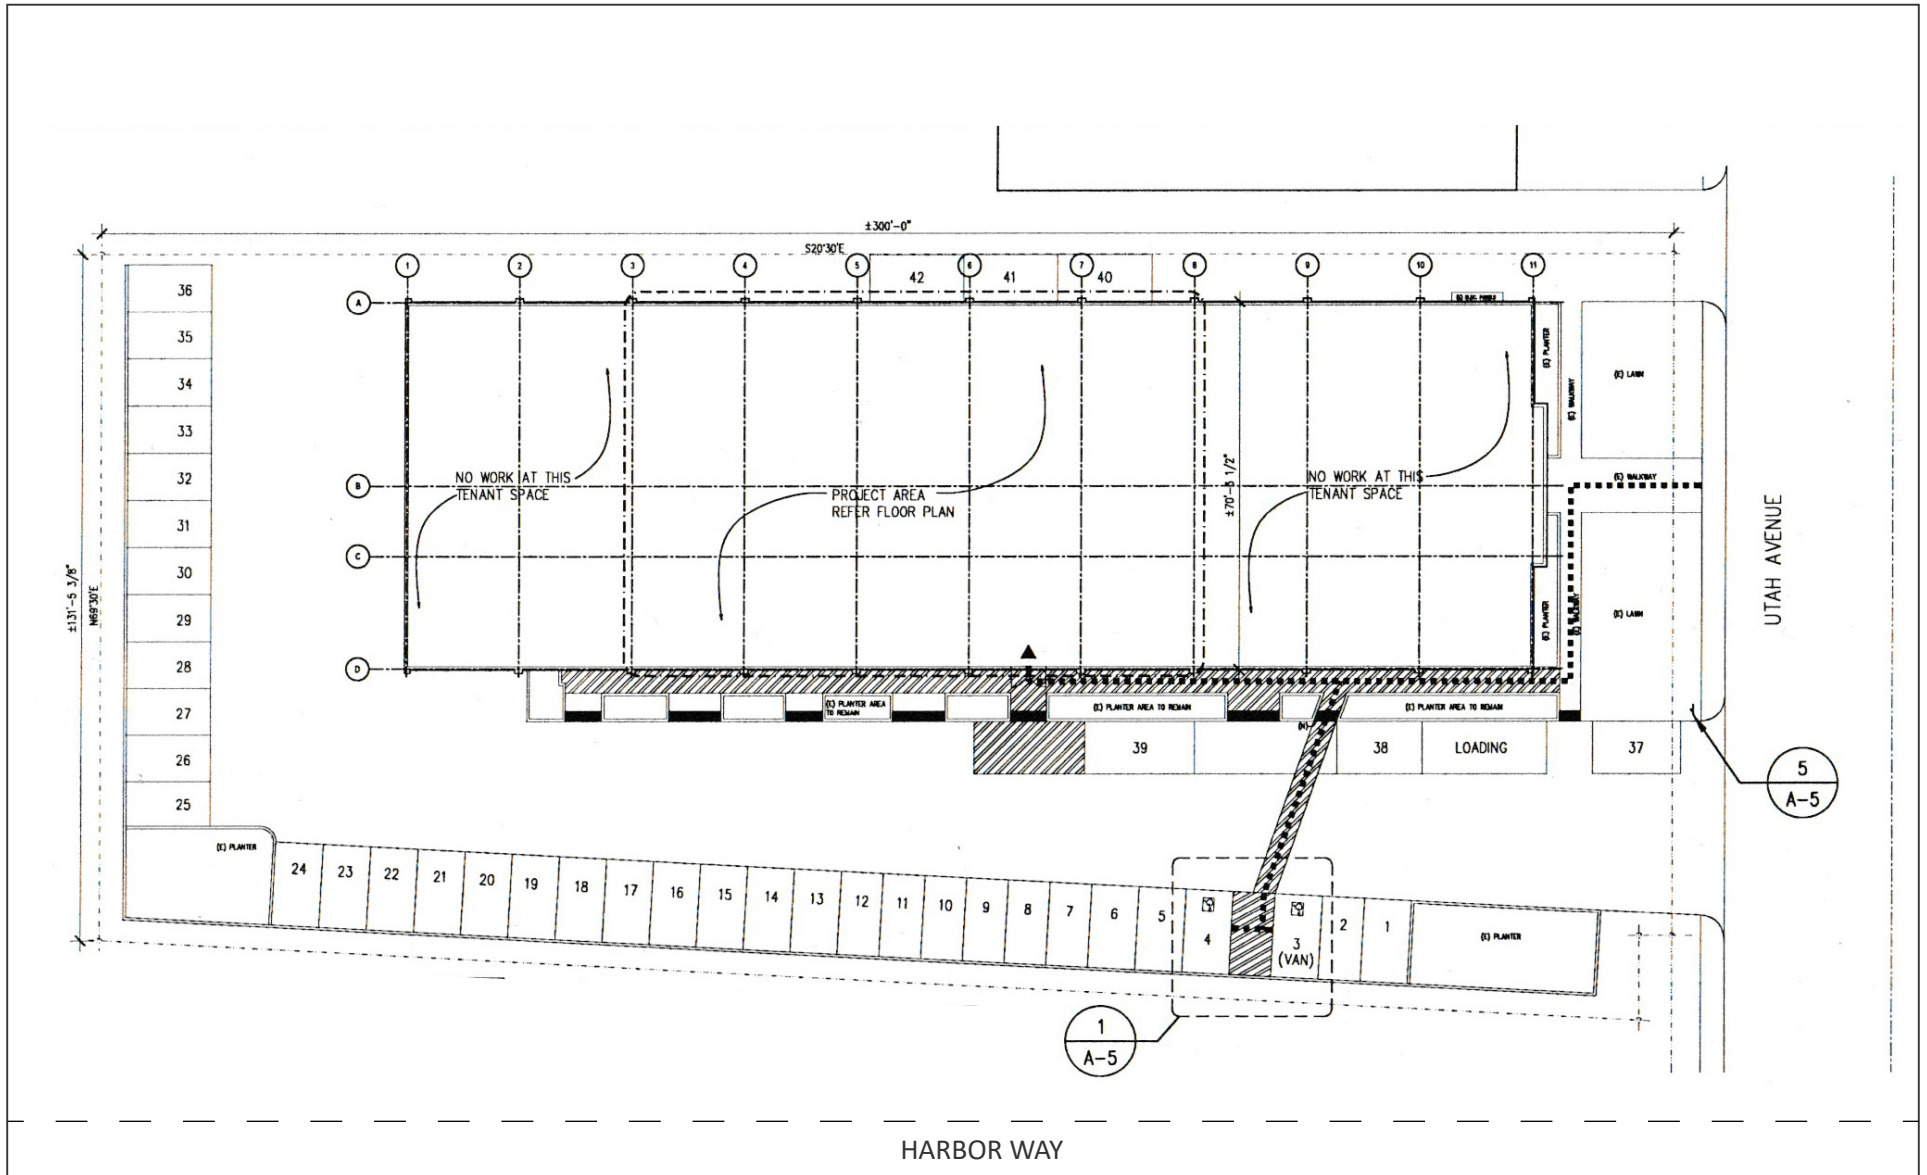 ±300'-0"
S20°30'E
1
2
3
4
5
6
7
8
9
10
11
42
41
40
A
B
C
D
36
35
34
33
32
31
30
29
28
27
26
25
±131'-5 3/8"
N69°30'E
NO WORK AT THIS
TENANT SPACE
PROJECT AREA
REFER FLOOR PLAN
±70'-5 1/2"
NO WORK AT THIS
TENANT SPACE
(E) PLANTER
(E) WALKWAY
(E) LAWN
(E) WALKWAY
(E) PLANTER
(E) WALKWAY
(E) LAWN
UTAH AVENUE
(E) PLANTER AREA
TO REMAIN
(E) PLANTER AREA TO REMAIN
(E) PLANTER AREA TO REMAIN
(N)
39
38
LOADING
37
5
A-5
(E) PLANTER
24
23
22
21
20
19
18
17
16
15
14
13
12
11
10
9
8
7
6
5
4
3
(VAN)
2
1
(E) PLANTER
1
A-5
HARBOR WAY